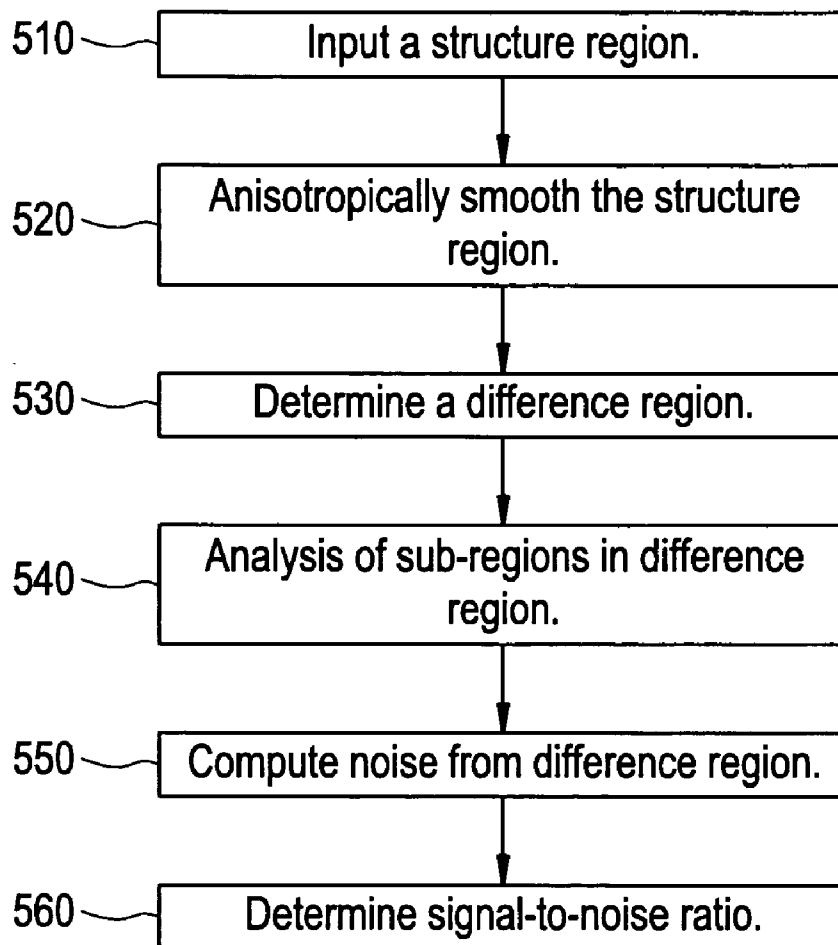 510
Input a structure region.
520
Anisotropically smooth the structure
region.
530
Determine a difference region.
540
Analysis of sub-regions in difference
region.
550
Compute noise from difference region.
560
Determine signal-to-noise ratio.